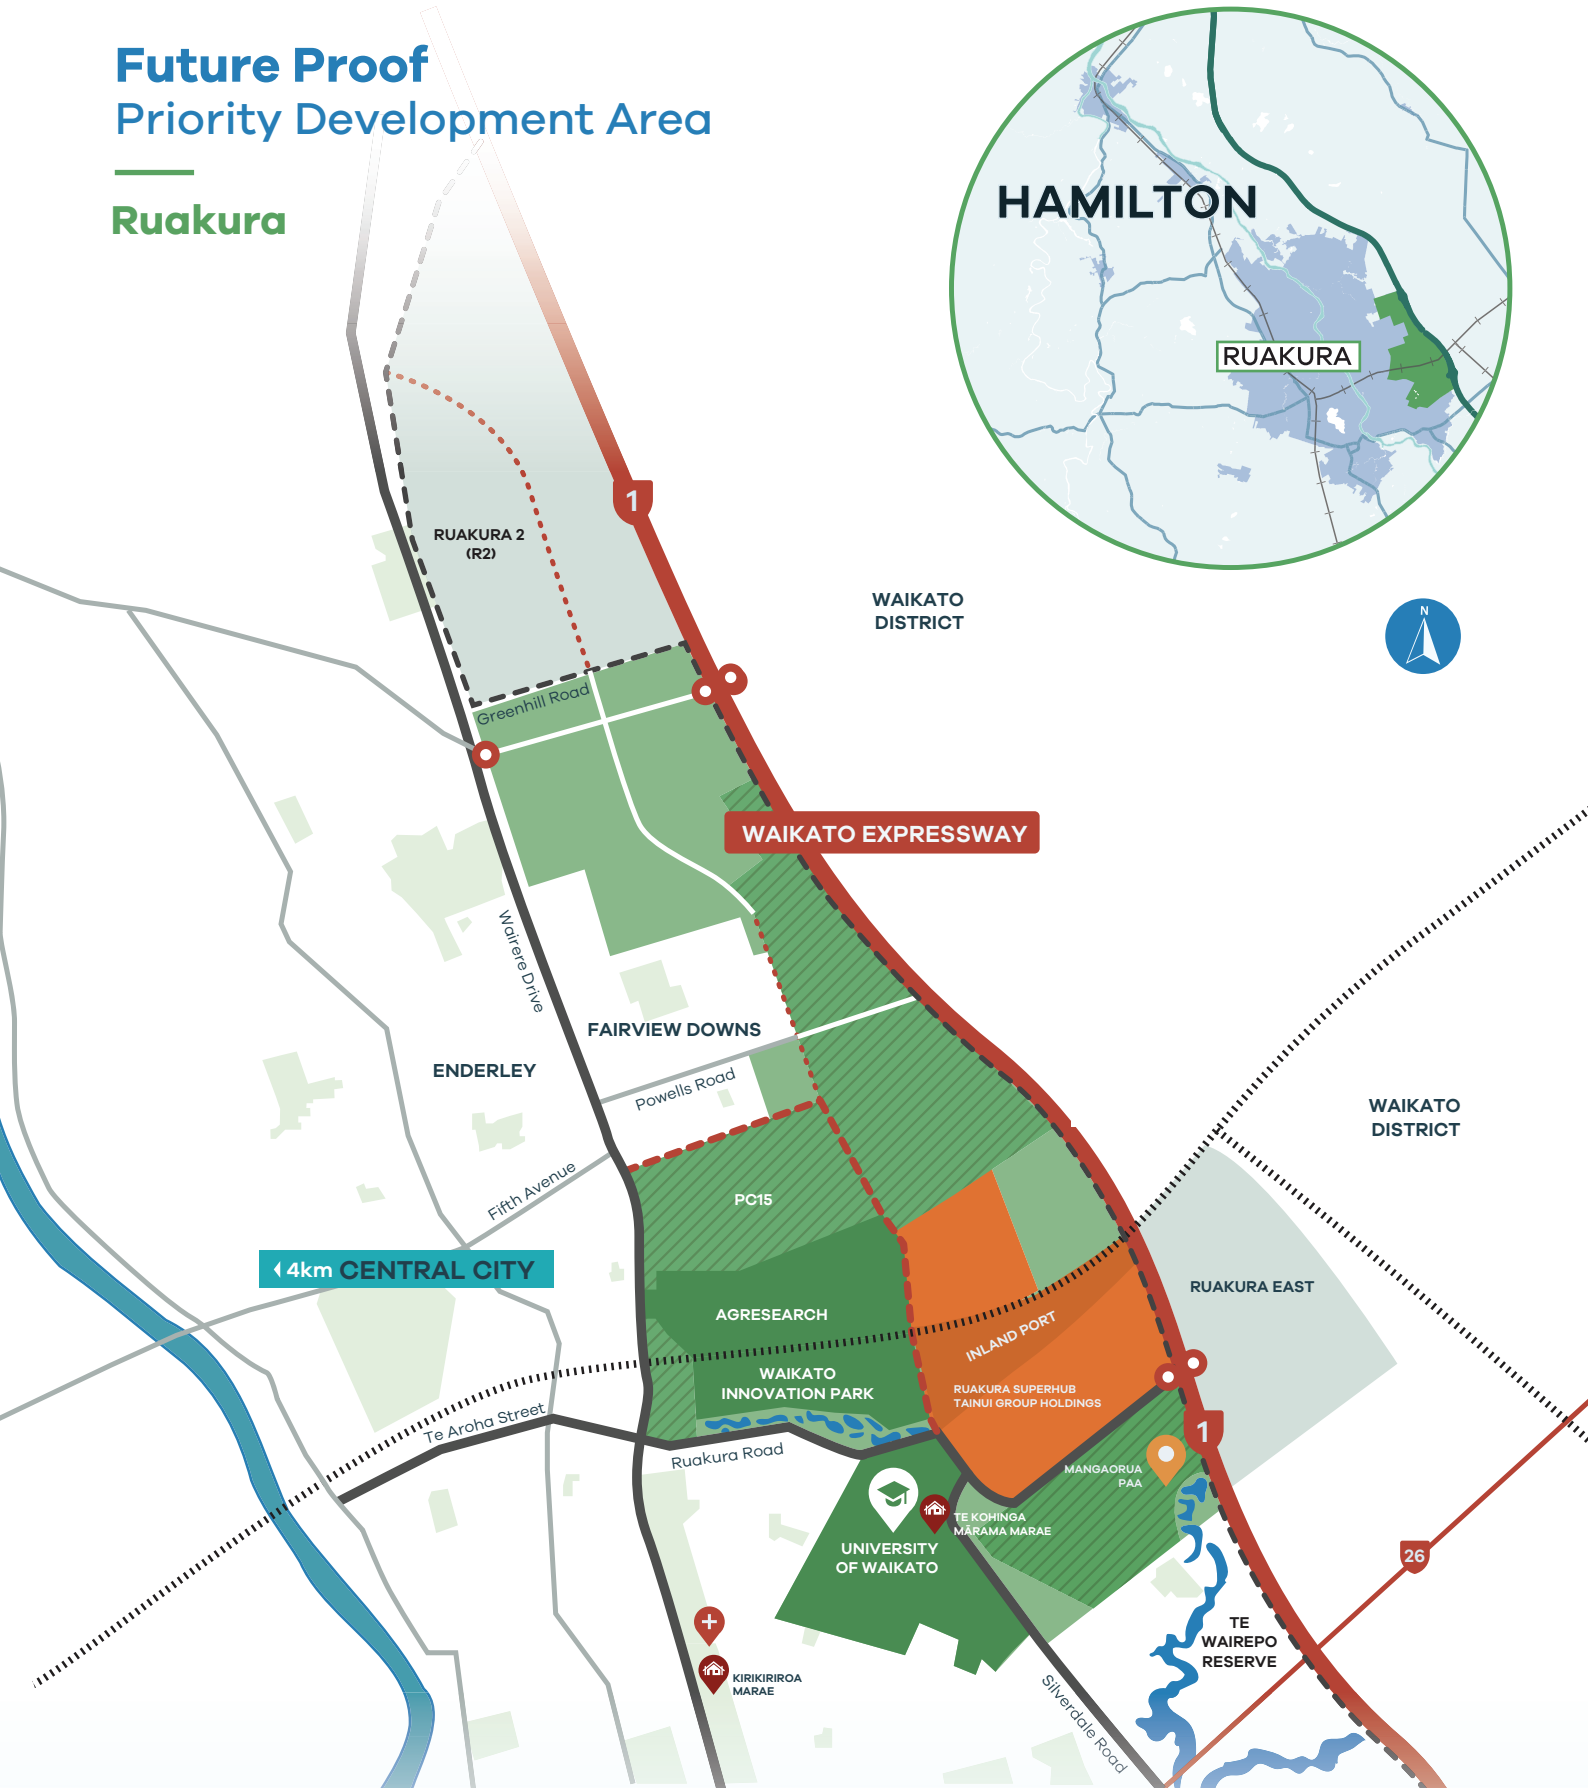 Future Proof
Priority Development Area
Ruakura
HAMILTON
RUAKURA
N
1
RUAKURA 2
(R2)
WAIKATO
DISTRICT
Greenhill Road
WAIKATO EXPRESSWAY
Wairere Drive
FAIRVIEW DOWNS
ENDERLEY
Powells Road
WAIKATO
DISTRICT
Fifth Avenue
PC15
4km CENTRAL CITY
RUAKURA EAST
AGRESEARCH
INLAND PORT
WAIKATO
INNOVATION PARK
RUAKURA SUPERHUB
TAINUI GROUP HOLDINGS
Te Aroha Street
Ruakura Road
1
MANGAORUA
PAA
TE KOHINGA
MĀRAMA MARAE
UNIVERSITY
OF WAIKATO
26
TE
WAIREPO
RESERVE
KIRIKIRIROA
MARAE
Silverdale Road